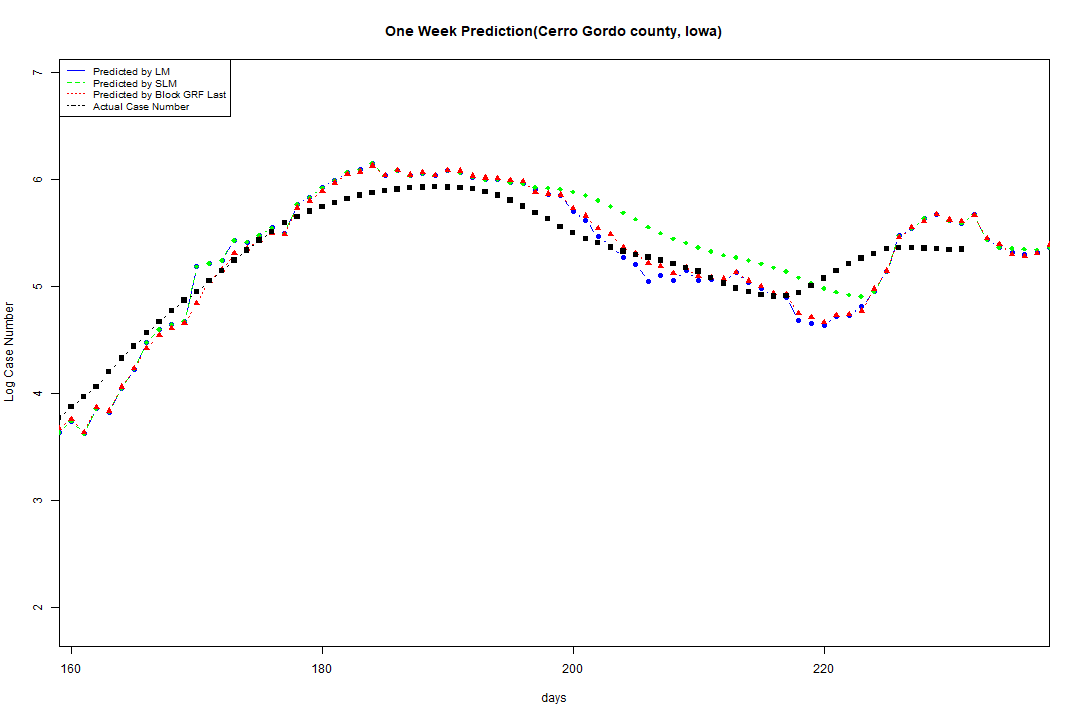 One Week Prediction(Cerro Gordo county, Iowa)
Predicted by LM
Predicted by SLM
Predicted by Block GRF Last
Actual Case Number
7
6
5
4
3
2
Log Case Number
160 180 200 220
days